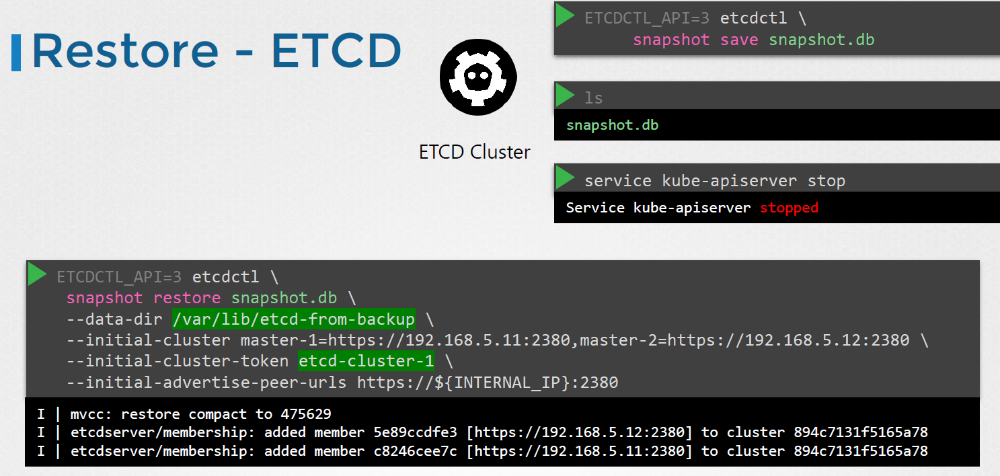 Restore - ETCD
ETCD Cluster
ETCDCTL_API=3 etcdctl \
snapshot save snapshot.db
ls
snapshot.db
service kube-apiserver stop
Service kube-apiserver stopped
ETCDCTL_API=3 etcdctl \
snapshot restore snapshot.db \
--data-dir /var/lib/etcd-from-backup \
--initial-cluster master-1=https://192.168.5.11:2380,master-2=https://192.168.5.12:2380 \
--initial-cluster-token etcd-cluster-1 \
--initial-advertise-peer-urls https://${INTERNAL_IP}:2380
I | mvcc: restore compact to 475629
I | etcdserver/membership: added member 5e89ccdfe3 [https://192.168.5.12:2380] to cluster 894c7131f5165a78
I | etcdserver/membership: added member c8246cee7c [https://192.168.5.11:2380] to cluster 894c7131f5165a78